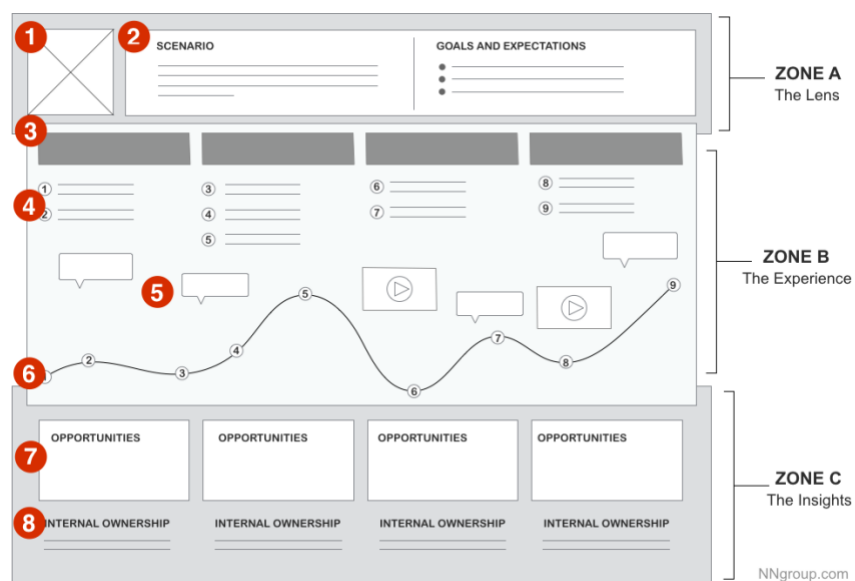 1
2
SCENARIO
GOALS AND EXPECTATIONS
ZONE A
The Lens
3
1
3
6
8
4
2
4
7
9
5
ZONE B
The Experience
5
5
9
7
4
2
8
3
6
6
7
OPPORTUNITIES
OPPORTUNITIES
OPPORTUNITIES
OPPORTUNITIES
ZONE C
The Insights
8
INTERNAL OWNERSHIP
INTERNAL OWNERSHIP
INTERNAL OWNERSHIP
INTERNAL OWNERSHIP
NNgroup.com